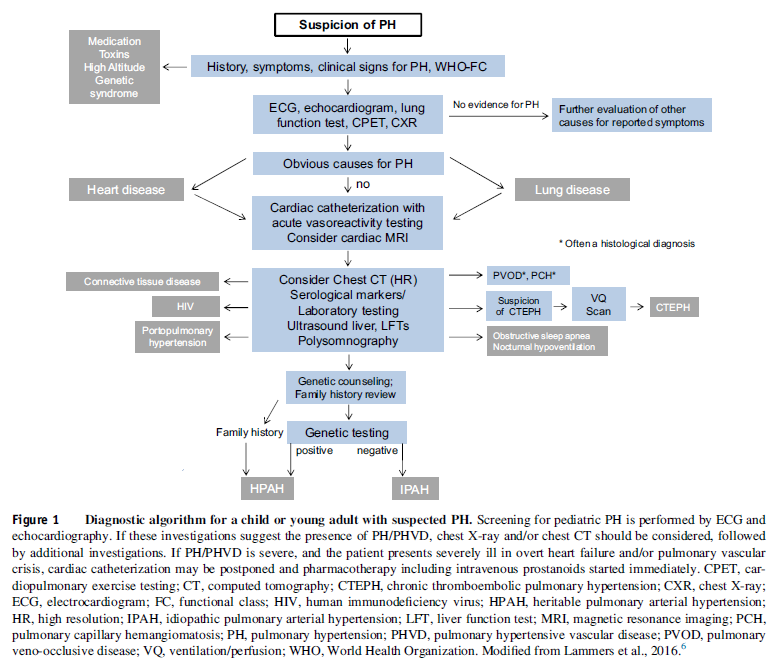 Suspicion of PH
Medication
Toxins
High Altitude
Genetic
syndrome
History, symptoms, clinical signs for PH, WHO-FC
ECG, echocardiogram, lung
function test, CPET, CXR
No evidence for PH
Further evaluation of other
causes for reported symptoms
Obvious causes for PH
Heart disease
no
Lung disease
Cardiac catheterization with
acute vasoreactivity testing
Consider cardiac MRI
* Often a histological diagnosis
Connective tissue disease
HIV
Portopulmonary
hypertension
Consider Chest CT (HR)
Serological markers/
Laboratory testing
Ultrasound liver, LFTs
Polysomnography
PVOD*, PCH*
Suspicion
of CTEPH
VQ
Scan
CTEPH
Obstructive sleep apnea
Nocturnal hypoventilation
Genetic counseling;
Family history review
Family history
Genetic testing
positive
negative
HPAH
IPAH
Figure 1 Diagnostic algorithm for a child or young adult with suspected PH. Screening for pediatric PH is performed by ECG and
echocardiography. If these investigations suggest the presence of PH/PHVD, chest X-ray and/or chest CT should be considered, followed
by additional investigations. If PH/PHVD is severe, and the patient presents severely ill in overt heart failure and/or pulmonary vascular
crisis, cardiac catheterization may be postponed and pharmacotherapy including intravenous prostanoids started immediately. CPET, car-
diopulmonary exercise testing; CT, computed tomography; CTEPH, chronic thromboembolic pulmonary hypertension; CXR, chest X-ray;
ECG, electrocardiogram; FC, functional class; HIV, human immunodeficiency virus; HPAH, heritable pulmonary arterial hypertension;
HR, high resolution; IPAH, idiopathic pulmonary arterial hypertension; LFT, liver function test; MRI, magnetic resonance imaging; PCH,
pulmonary capillary hemangiomatosis; PH, pulmonary hypertension; PHVD, pulmonary hypertensive vascular disease; PVOD, pulmonary
veno-occlusive disease; VQ, ventilation/perfusion; WHO, World Health Organization. Modified from Lammers et al., 2016.6